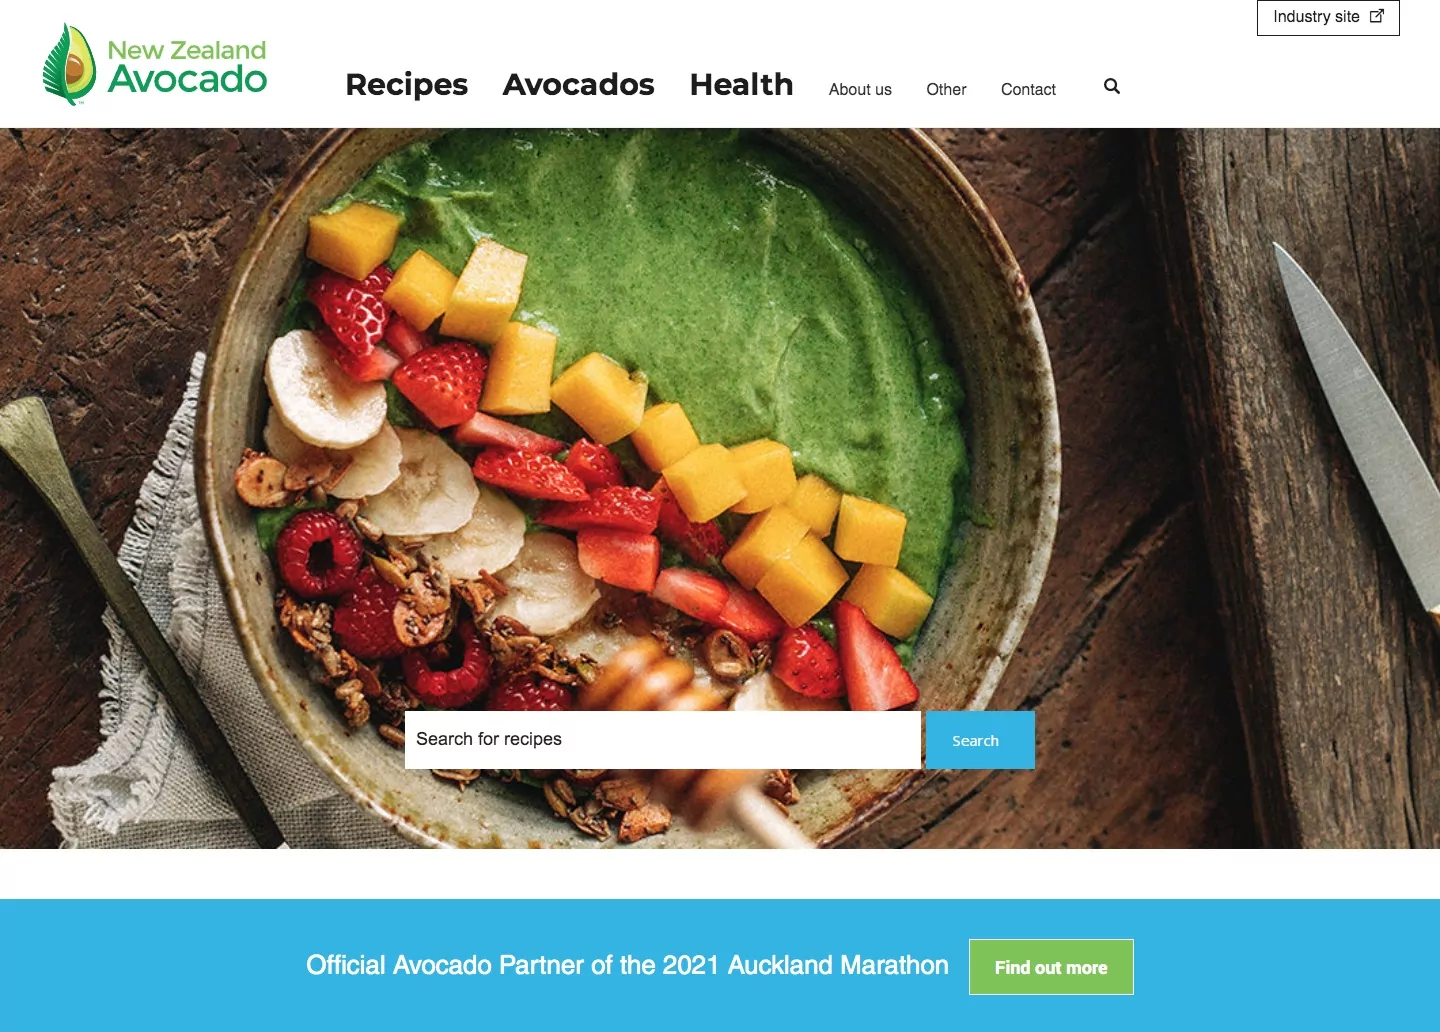 Industry site
New Zealand
Avocado
Recipes Avocados Health About us Other Contact
Search for recipes
Search
Official Avocado Partner of the 2021 Auckland Marathon
Find out more